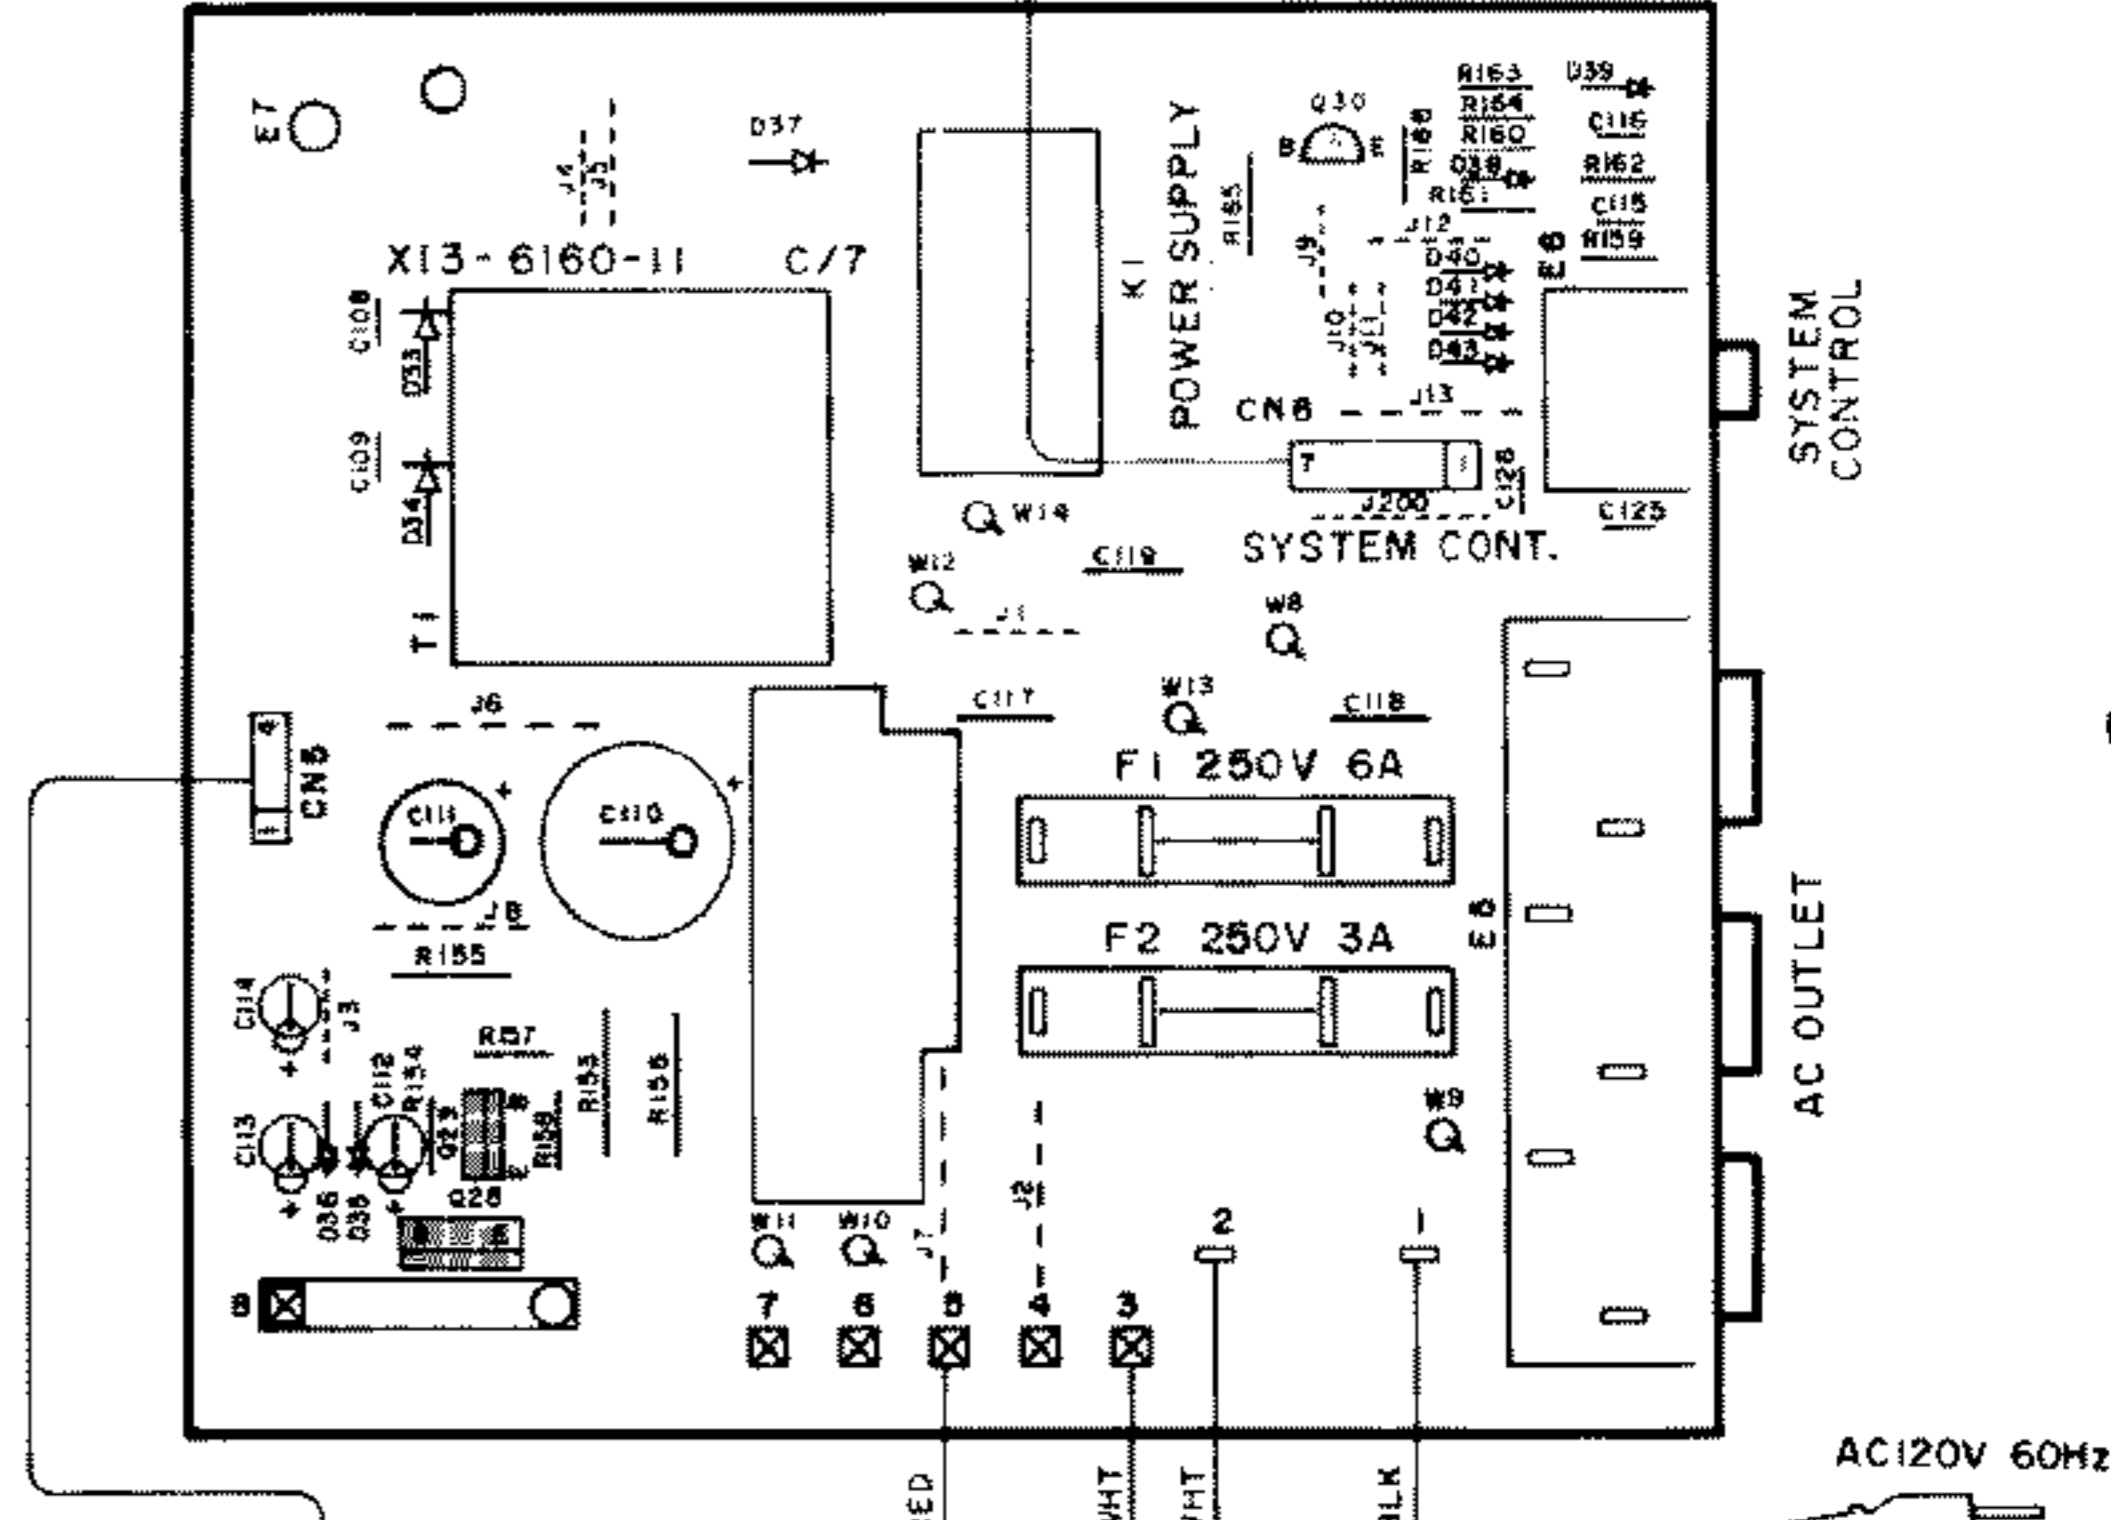 E7
D37
J4
J5
X13-6160-11 C/7
C108
D33
C109
D34
T1
K1
POWER SUPPLY
Q30
B
E
R165
R163
R164
R160
D38
R161
D39
C116
R162
C115
R159
J12
J9
D40
D41
D42
D43
J10
J11
J13
CN6
7
1
J200
C126
C125
SYSTEM CONT.
SYSTEM
CONTROL
W14
W12
C119
J1
W8
W13
C117
C118
J6
4
1
CN5
C111
+
C110
+
J8
R155
F1 250V 6A
F2 250V 3A
AC OUTLET
C114
+
J3
R157
C112
R154
R153
R156
C113
+
D36
D35
+
Q29
R158
Q28
W9
J2
J7
W11
W10
2
1
8
7
6
5
4
3
WHT
BLK
AC120V 60Hz